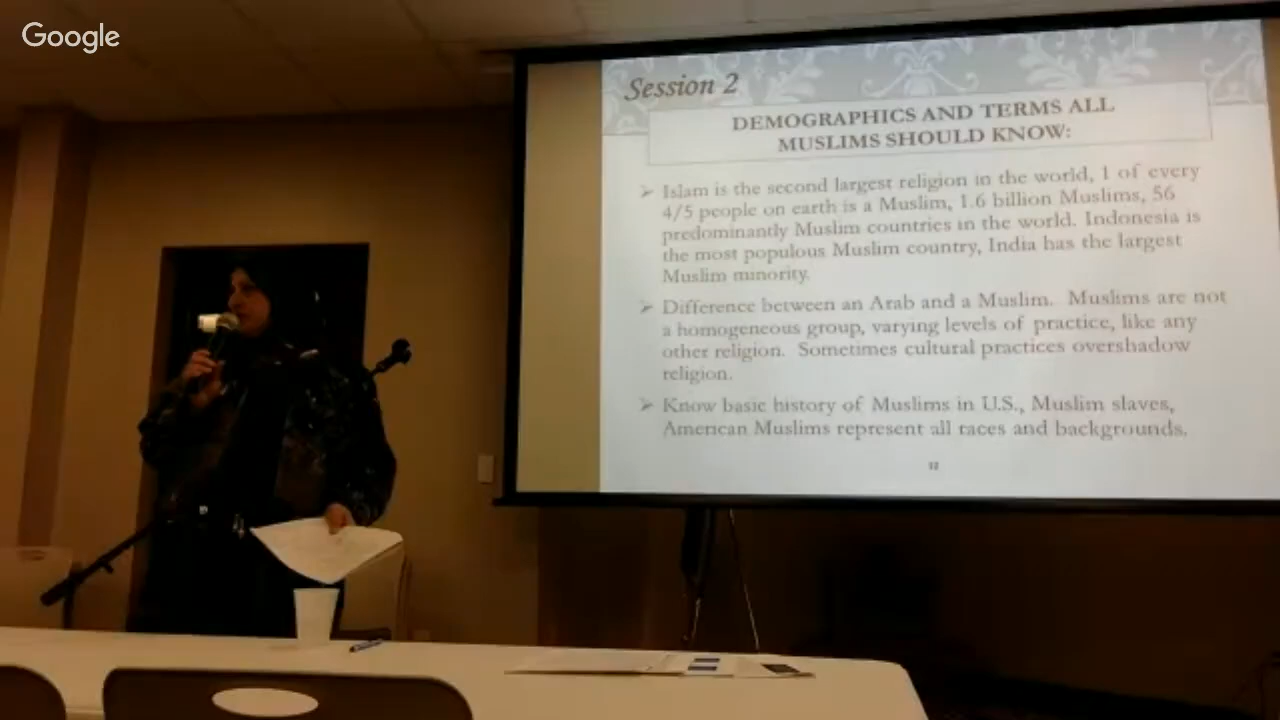 Google
Session 2
DEMOGRAPHICS AND TERMS ALL
MUSLIMS SHOULD KNOW:
➢ Islam is the second largest religion in the world, 1 of every
4/5 people on earth is a Muslim, 1.6 billion Muslims, 56
predominantly Muslim countries in the world. Indonesia is
the most populous Muslim country, India has the largest
Muslim minority.
➢ Difference between an Arab and a Muslim. Muslims are not
a homogeneous group, varying levels of practice, like any
other religion. Sometimes cultural practices overshadow
religion.
➢ Know basic history of Muslims in U.S., Muslim slaves,
American Muslims represent all races and backgrounds.
12